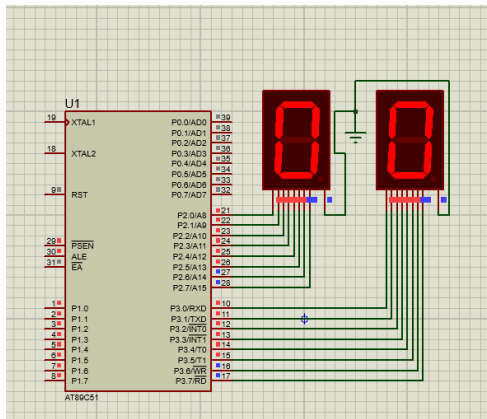 U1
19 XTAL1 P0.0/AD0 39
P0.1/AD1 38
P0.2/AD2 37
18 XTAL2 P0.3/AD3 36
P0.4/AD4 35
P0.5/AD5 34
P0.6/AD6 33
9 RST P0.7/AD7 32
P2.0/A8 21
P2.1/A9 22
P2.2/A10 23
29 PSEN P2.3/A11 24
30 ALE P2.4/A12 25
31 EA P2.5/A13 26
P2.6/A14 27
P2.7/A15 28
1 P1.0 P3.0/RXD 10
2 P1.1 P3.1/TXD 11
3 P1.2 P3.2/INT0 12
4 P1.3 P3.3/INT1 13
5 P1.4 P3.4/T0 14
6 P1.5 P3.5/T1 15
7 P1.6 P3.6/WR 16
8 P1.7 P3.7/RD 17
AT89C51
0 0